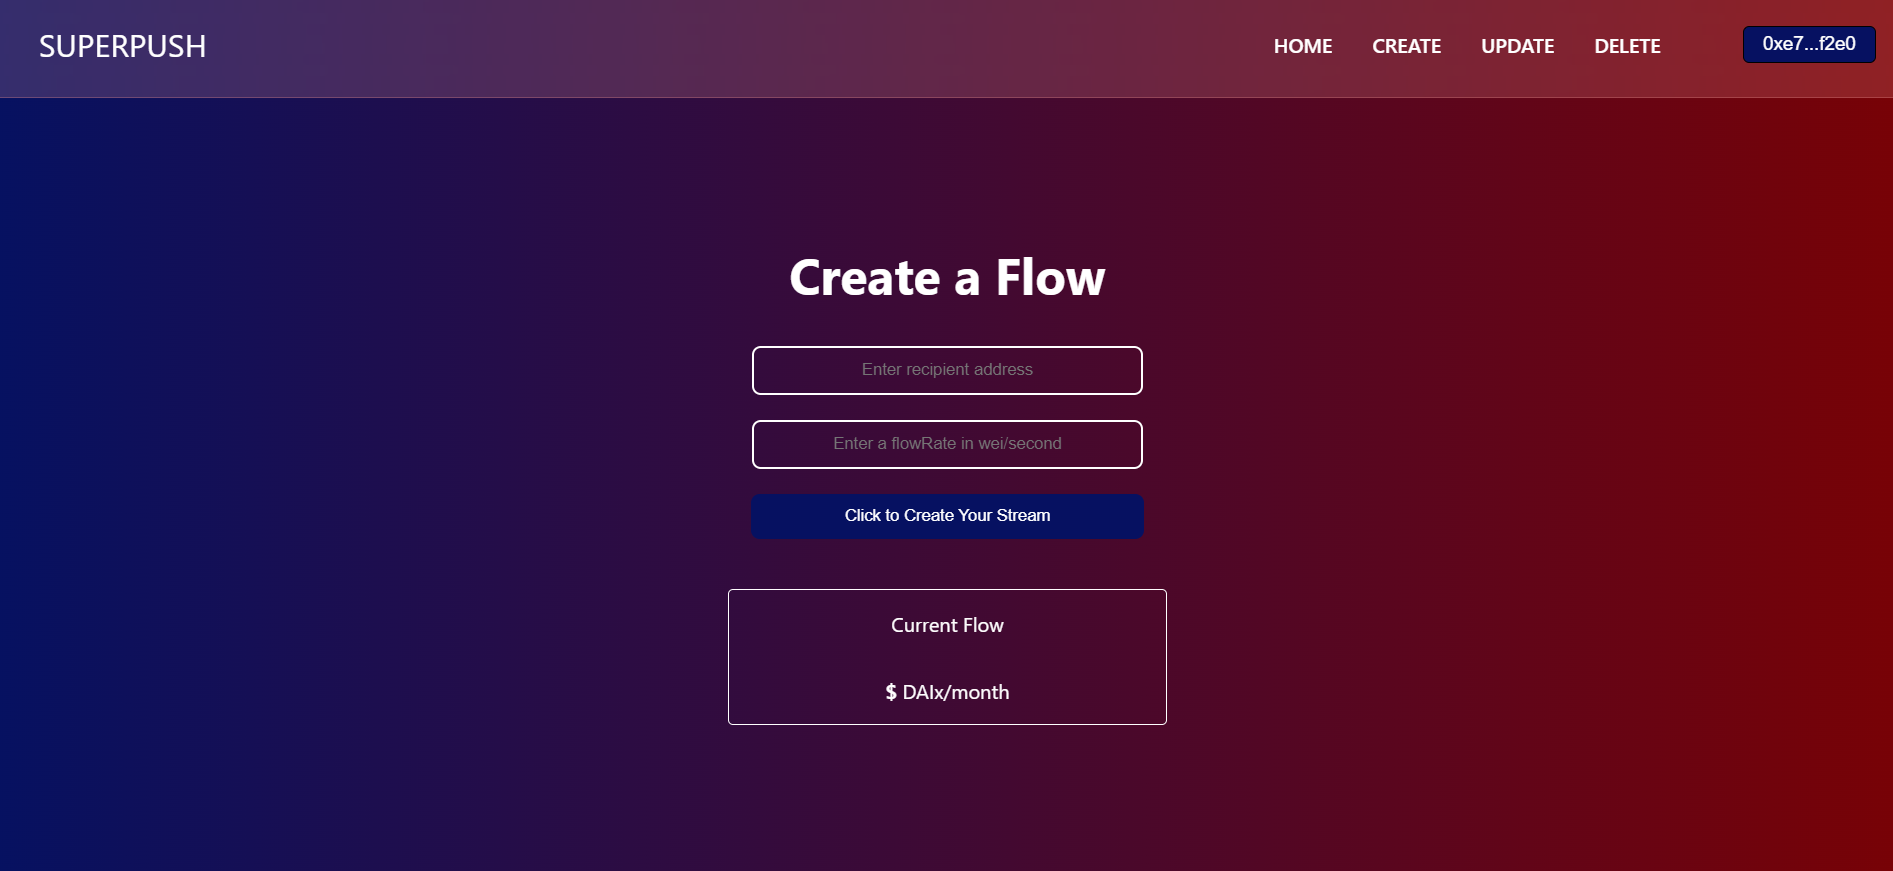 SUPERPUSH
HOME CREATE UPDATE DELETE 0xe7...f2e0
Create a Flow
Enter recipient address
Enter a flowRate in wei/second
Click to Create Your Stream
Current Flow
$ DAIx/month